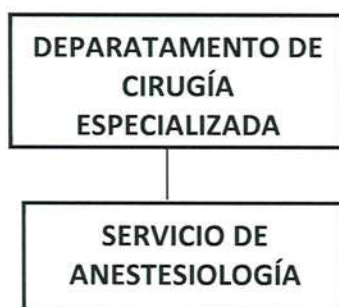 DEPARATAMENTO DE
CIRUGÍA
ESPECIALIZADA
SERVICIO DE
ANESTESIOLOGÍA